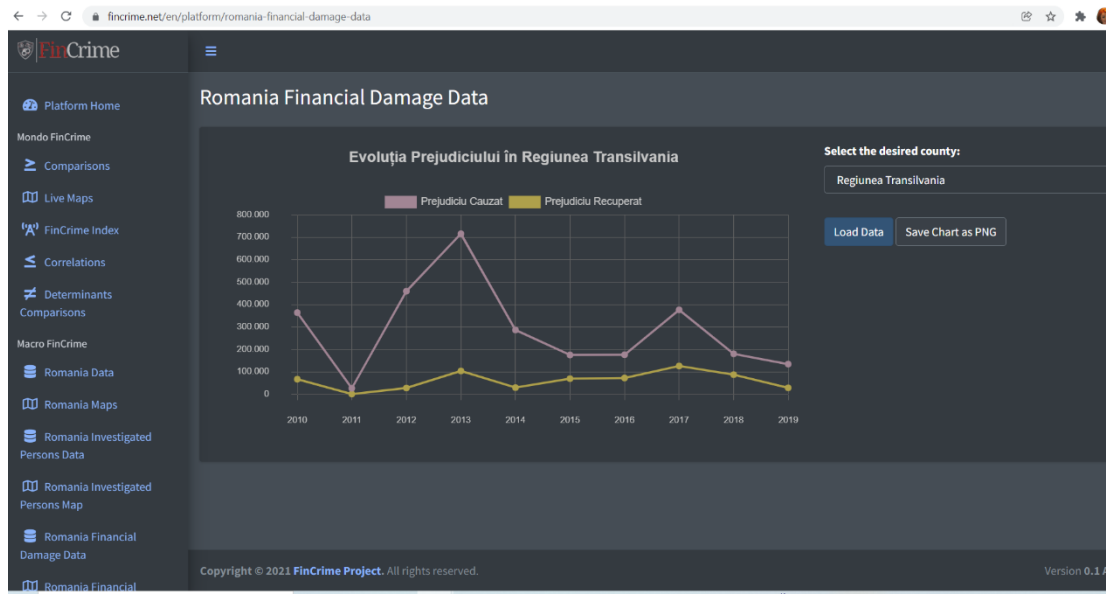 fincrime.net/en/platform/romania-financial-damage-data
FinCrime
Platform Home
Mondo FinCrime
Comparisons
Live Maps
FinCrime Index
Correlations
Determinants
Comparisons
Macro FinCrime
Romania Data
Romania Maps
Romania Investigated
Persons Data
Romania Investigated
Persons Map
Romania Financial
Damage Data
Romania Financial
Romania Financial Damage Data
Evoluția Prejudiciului în Regiunea Transilvania
Prejudiciu Cauzat Prejudiciu Recuperat
800.000
700.000
600.000
500.000
400.000
300.000
200.000
100.000
0
2010 2011 2012 2013 2014 2015 2016 2017 2018 2019
Select the desired county:
Regiunea Transilvania
Load Data Save Chart as PNG
Copyright © 2021 FinCrime Project. All rights reserved.
Version 0.1